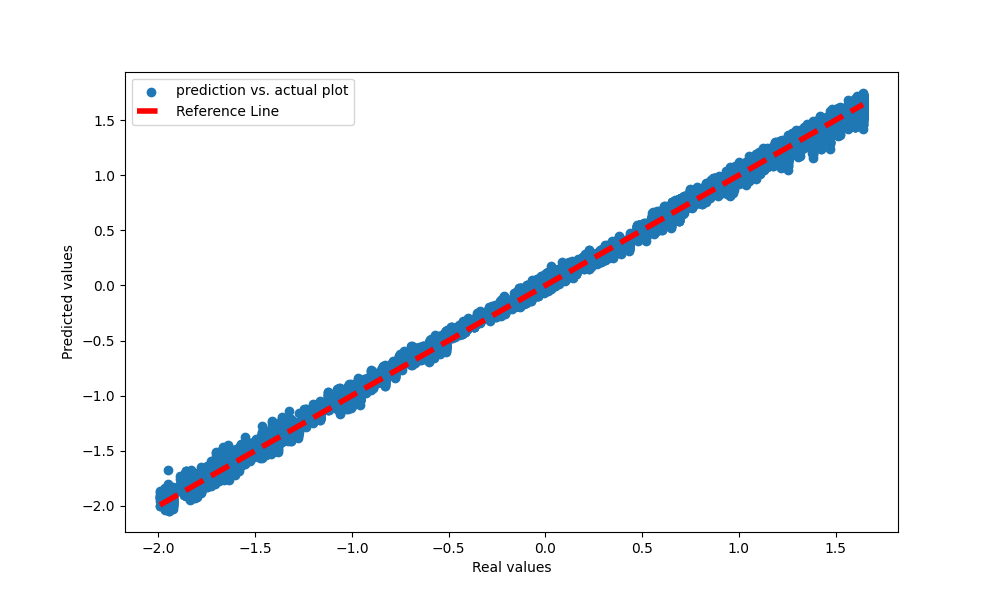 prediction vs. actual plot
Reference Line
1.5
1.0
0.5
0.0
−0.5
−1.0
−1.5
−2.0
Predicted values
−2.0 −1.5 −1.0 −0.5 0.0 0.5 1.0 1.5
Real values